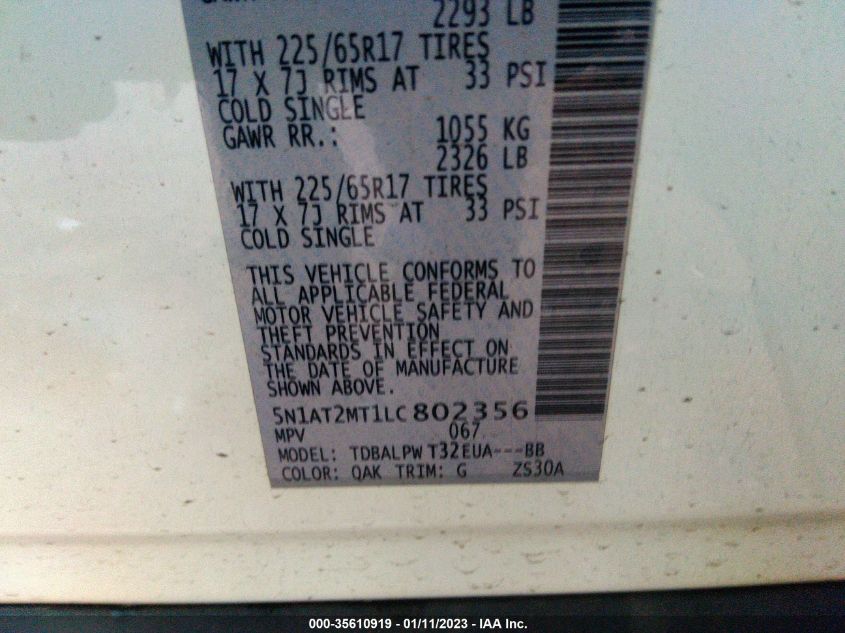 2293 LB
WITH 225/65R17 TIRES
17 X 7J RIMS AT 33 PSI
COLD SINGLE
GAWR RR.: 1055 KG
2326 LB
WITH 225/65R17 TIRES
17 X 7J RIMS AT 33 PSI
COLD SINGLE
THIS VEHICLE CONFORMS TO
ALL APPLICABLE FEDERAL
MOTOR VEHICLE SAFETY AND
THEFT PREVENTION
STANDARDS IN EFFECT ON
THE DATE OF MANUFACTURE
SHOWN ABOVE.
5N1AT2MT1LC802356
MPV 067
MODEL: TDBALPW T32EUA---BB
COLOR: QAK TRIM: G ZS30A
000-35610919 - 01/11/2023 - IAA Inc.